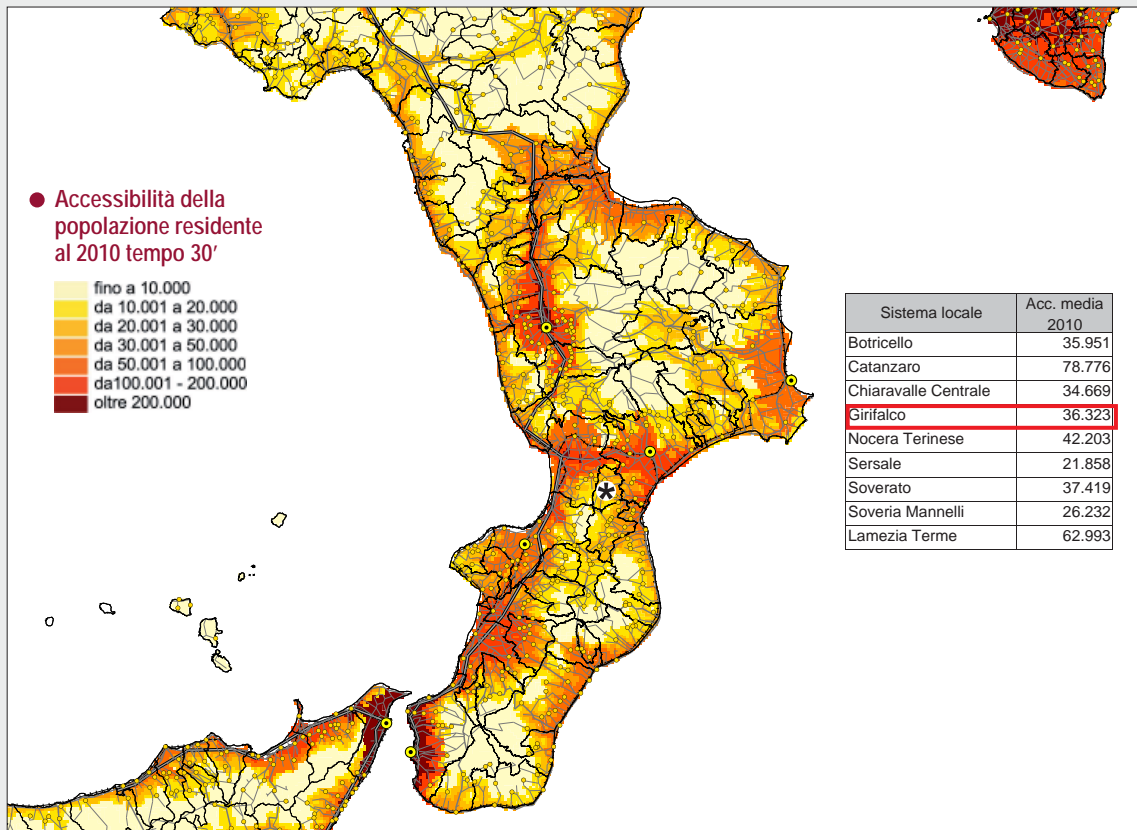 Accessibilità della
popolazione residente
al 2010 tempo 30'
fino a 10.000
da 10.001 a 20.000
da 20.001 a 30.000
da 30.001 a 50.000
da 50.001 a 100.000
da100.001 - 200.000
oltre 200.000
Sistema locale Acc. media 2010
Botricello 35.951
Catanzaro 78.776
Chiaravalle Centrale 34.669
Girifalco 36.323
Nocera Terinese 42.203
Sersale 21.858
Soverato 37.419
Soveria Mannelli 26.232
Lamezia Terme 62.993